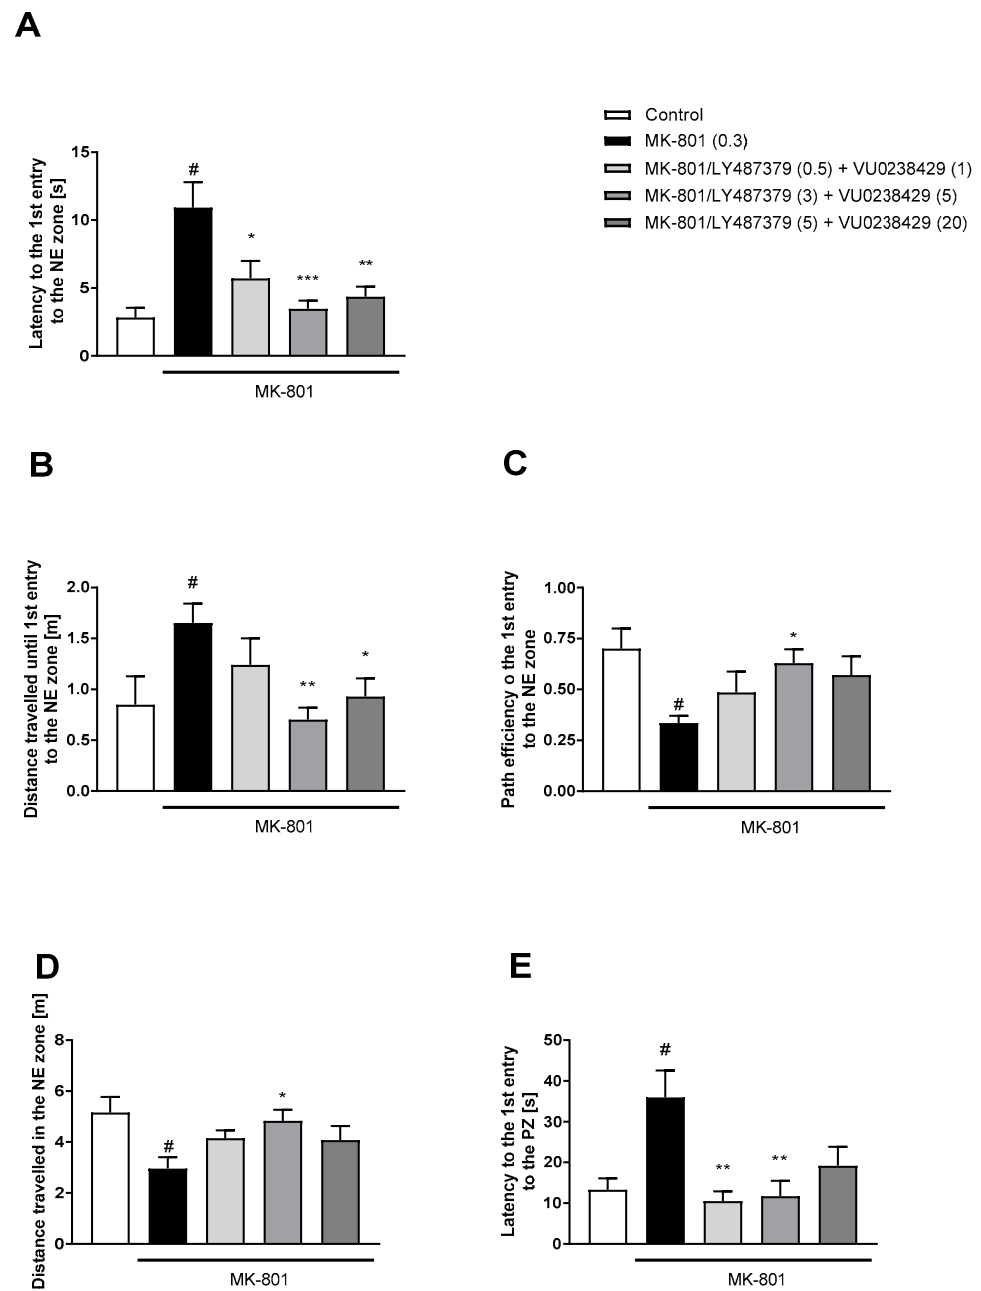 A
Control
MK-801 (0.3)
MK-801/LY487379 (0.5) + VU0238429 (1)
MK-801/LY487379 (3) + VU0238429 (5)
MK-801/LY487379 (5) + VU0238429 (20)
Latency to the 1st entry
to the NE zone [s]
15
10
5
0
#
*
***
**
MK-801
B
Distance travelled until 1st entry
to the NE zone [m]
2.0
1.5
1.0
0.5
0.0
#
**
*
MK-801
C
Path efficiency o the 1st entry
to the NE zone
1.00
0.75
0.50
0.25
0.00
#
*
MK-801
D
Distance travelled in the NE zone [m]
8
6
4
2
0
#
*
MK-801
E
Latency to the 1st entry
to the PZ [s]
50
40
30
20
10
0
#
**
**
MK-801